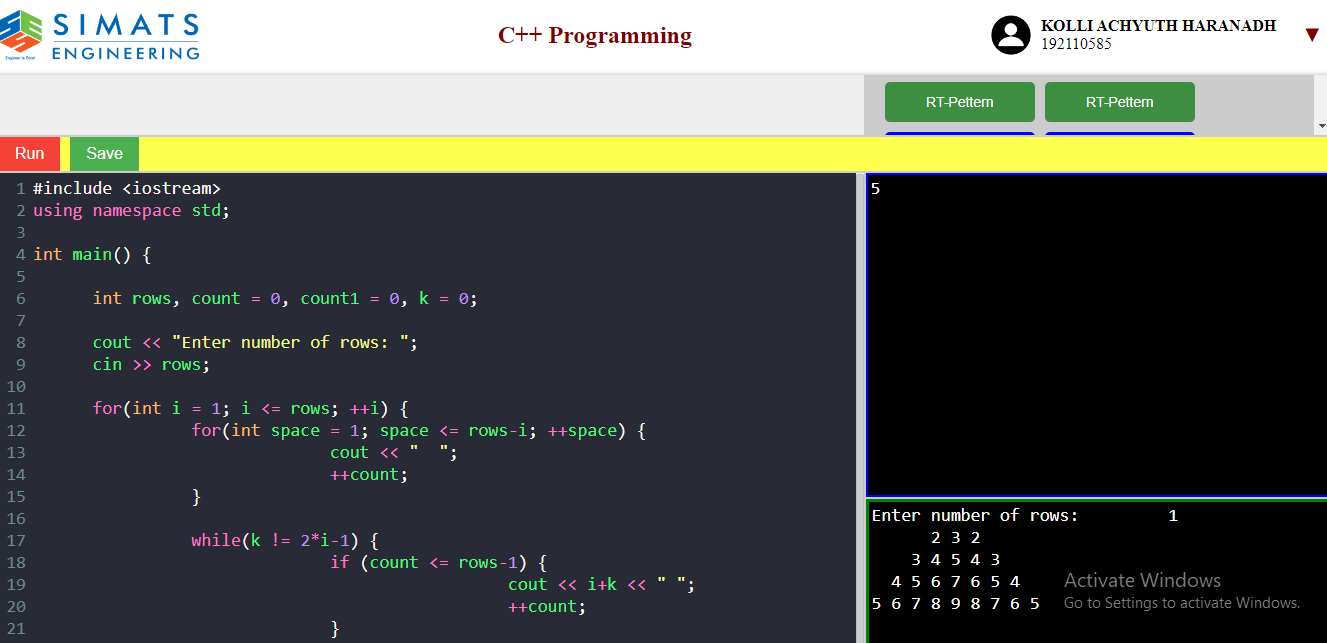 SIMATS
ENGINEERING
Engineer to Excel
C++ Programming
KOLLI ACHYUTH HARANADH
192110585
RT-Pettern
RT-Pettern
Run
Save
1 #include <iostream>
2 using namespace std;
3
4 int main() {
5
6 int rows, count = 0, count1 = 0, k = 0;
7
8 cout << "Enter number of rows: ";
9 cin >> rows;
10
11 for(int i = 1; i <= rows; ++i) {
12 for(int space = 1; space <= rows-i; ++space) {
13 cout << "  ";
14 ++count;
15 }
16
17 while(k != 2*i-1) {
18 if (count <= rows-1) {
19 cout << i+k << " ";
20 ++count;
21 }
5
Enter number of rows:         1
2 3 2
3 4 5 4 3
4 5 6 7 6 5 4
5 6 7 8 9 8 7 6 5
Activate Windows
Go to Settings to activate Windows.